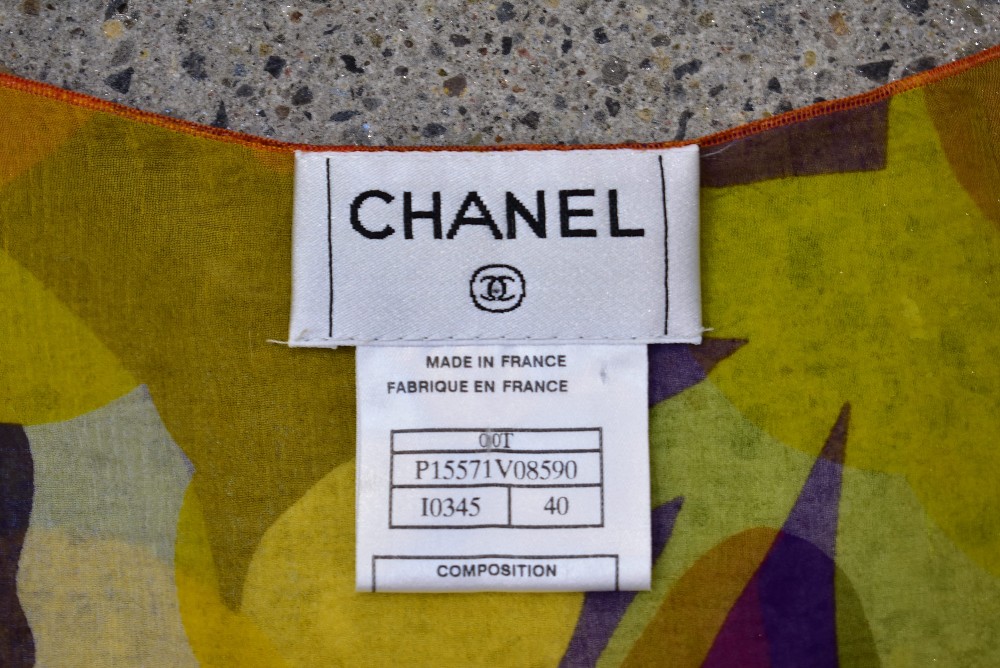 CHANEL
MADE IN FRANCE
FABRIQUE EN FRANCE
00T
P15571V08590
I0345 40
COMPOSITION